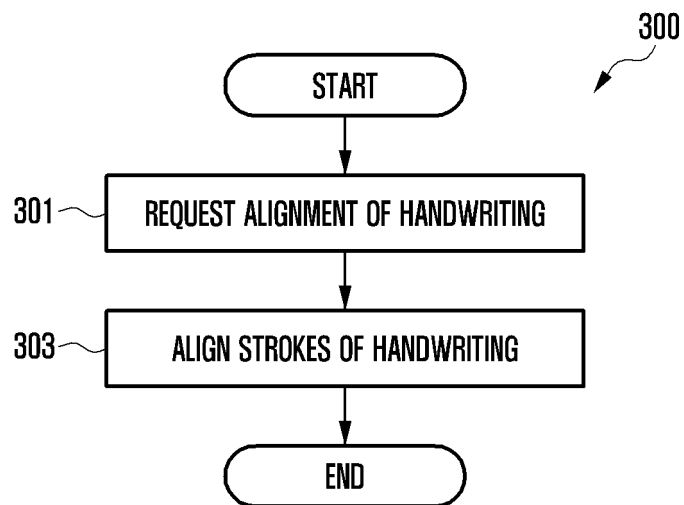 300
START
301 REQUEST ALIGNMENT OF HANDWRITING
303 ALIGN STROKES OF HANDWRITING
END